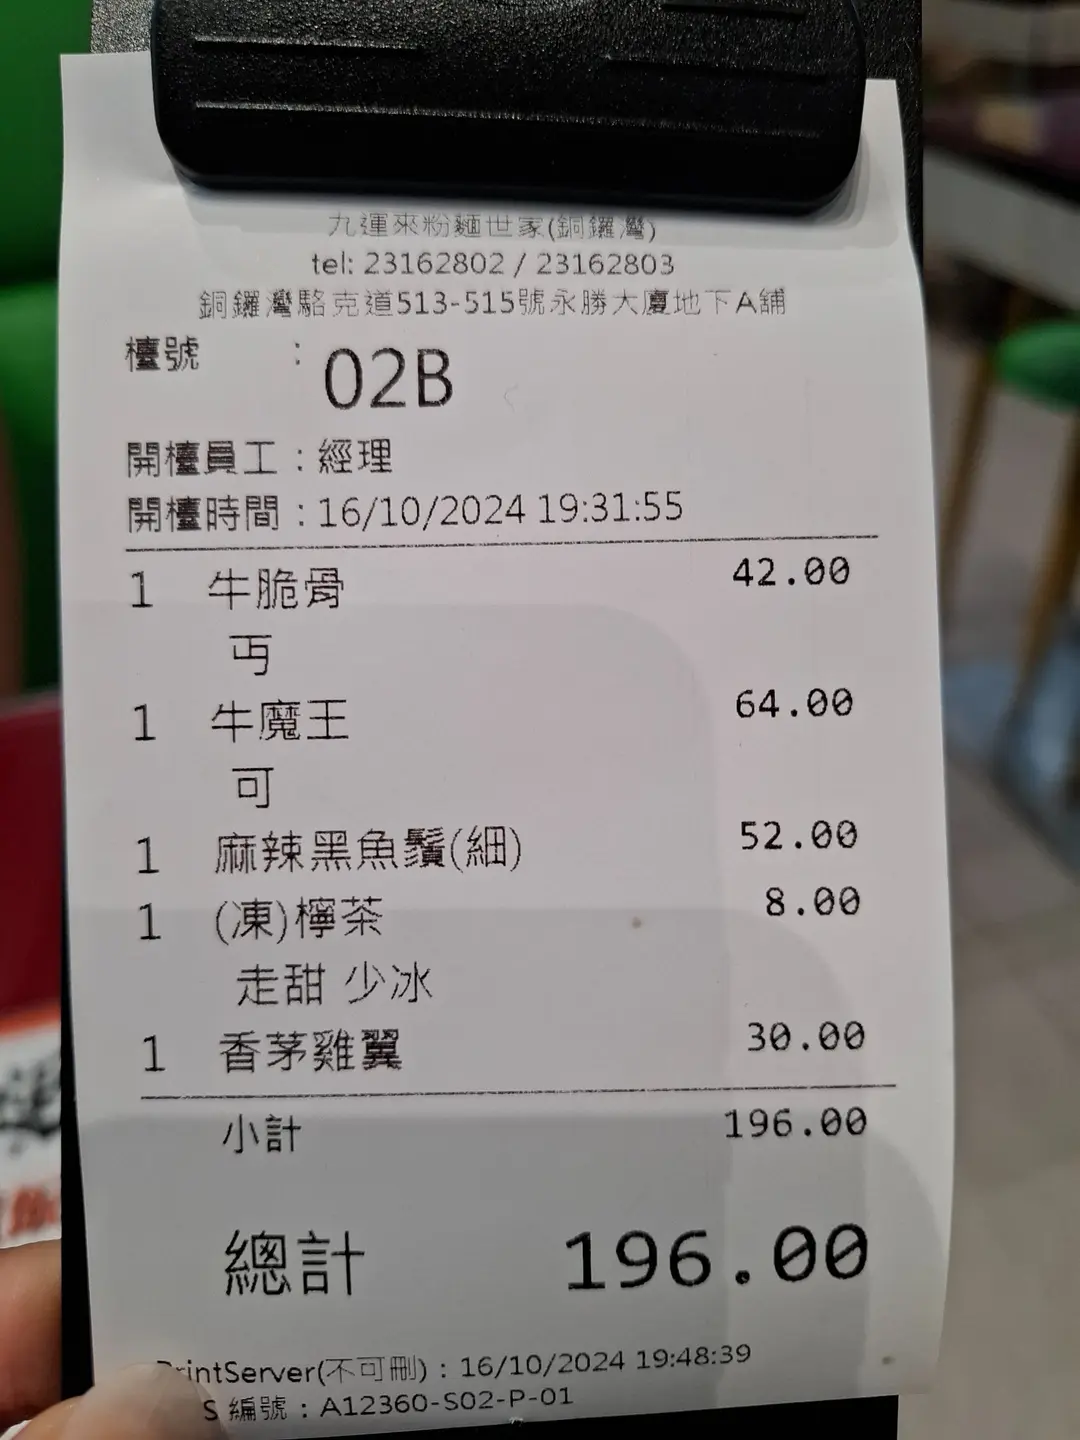 九運來粉麵世家(銅鑼灣)
tel: 23162802 / 23162803
銅鑼灣駱克道513-515號永勝大廈地下A舖
檯號 : 02B
開檯員工 : 經理
開檯時間 : 16/10/2024 19:31:55
1 牛脆骨 42.00
丐
1 牛魔王 64.00
可
1 麻辣黑魚鬚(細) 52.00
1 (凍)檸茶 8.00
走甜 少冰
1 香茅雞翼 30.00
小計 196.00
總計 196.00
PrintServer(不可刪) : 16/10/2024 19:48:39
S 編號 : A12360-S02-P-01